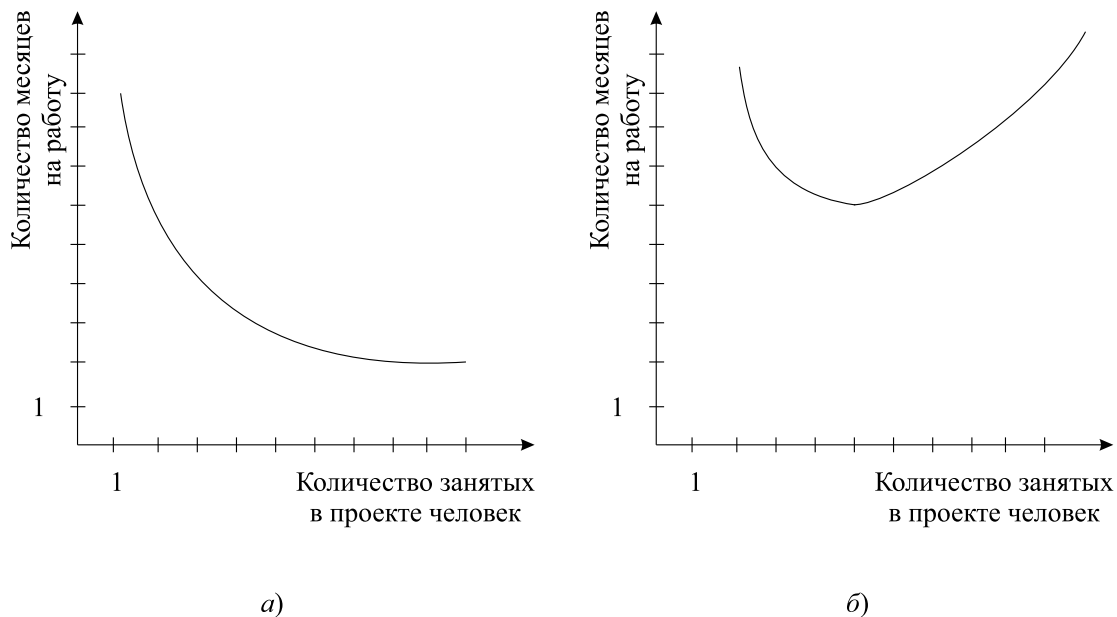 Количество месяцев
на работу
1
1
Количество занятых
в проекте человек
а)
Количество месяцев
на работу
1
1
Количество занятых
в проекте человек
б)